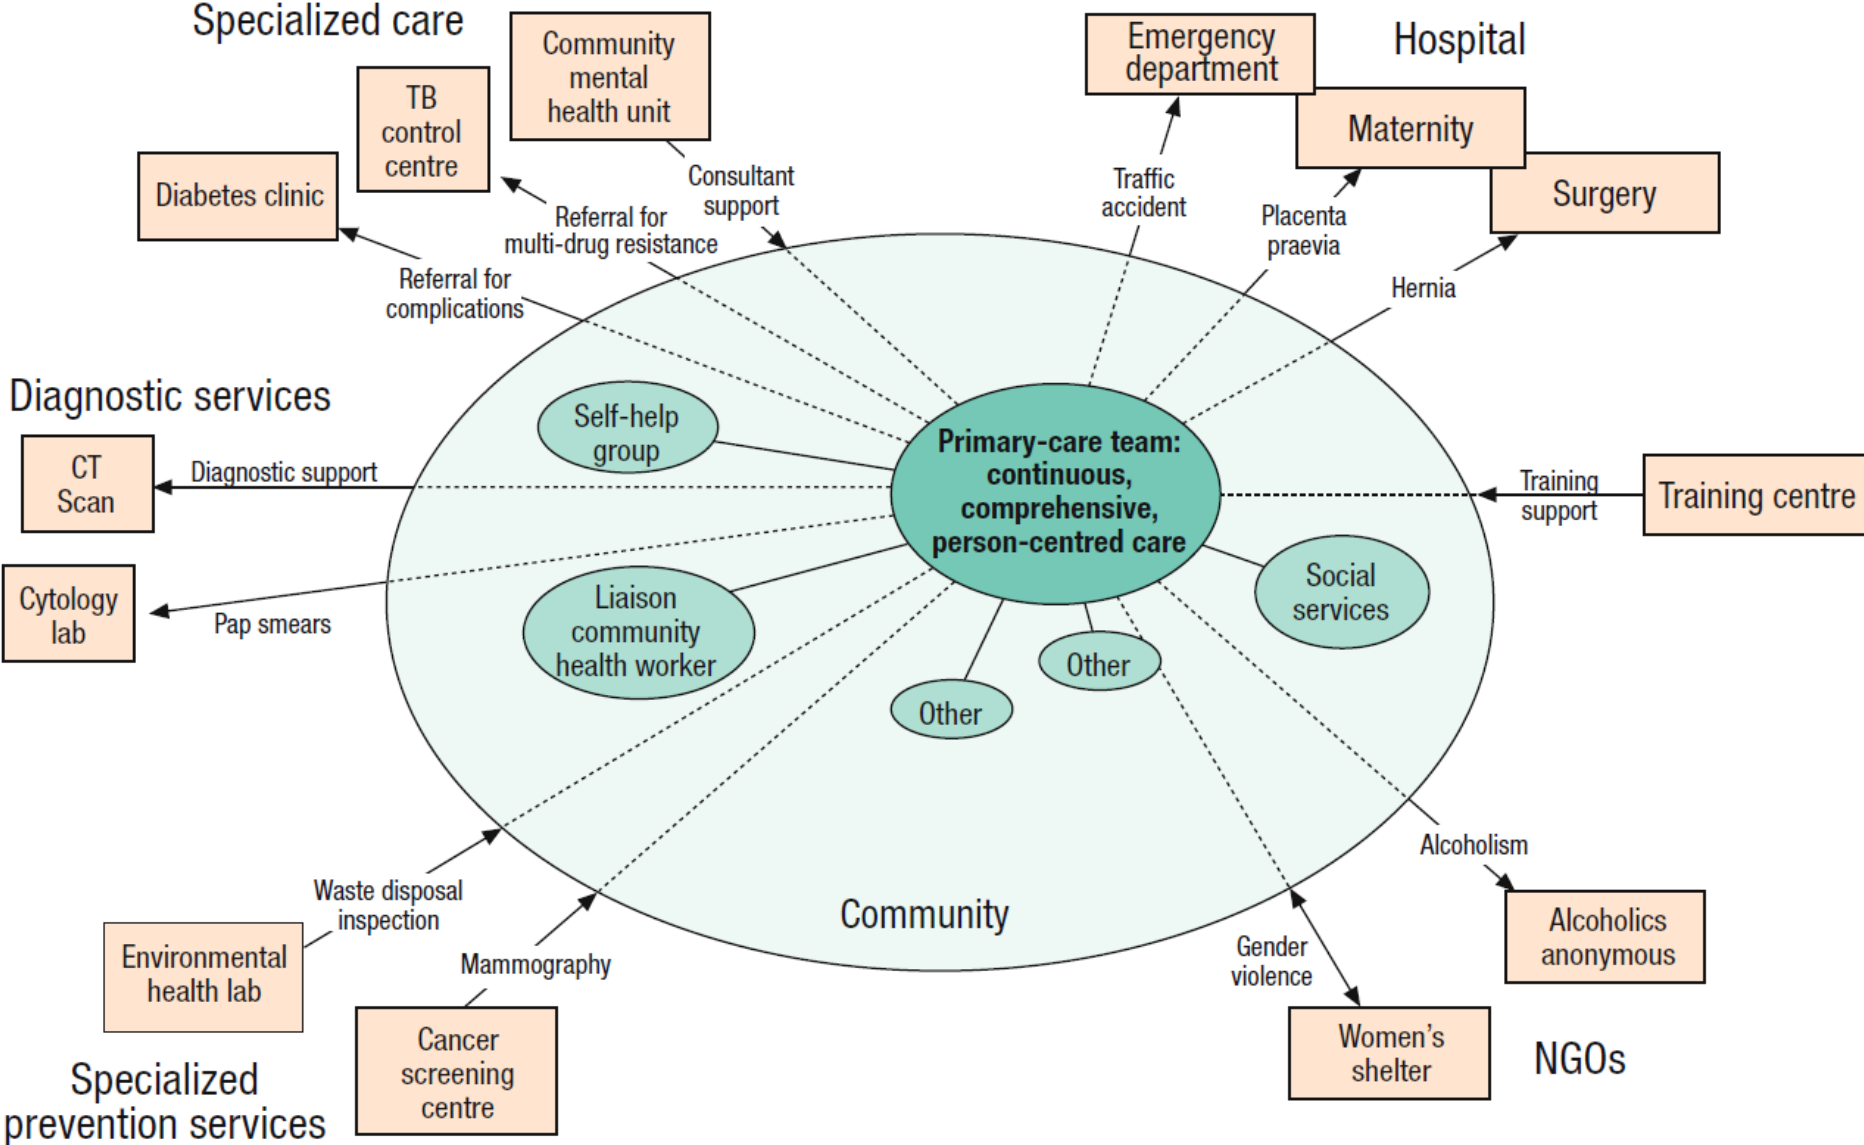 Specialized care
Community
mental
health unit
TB
control
centre
Diabetes clinic
Consultant
support
Referral for
multi-drug resistance
Referral for
complications
Emergency
department
Hospital
Maternity
Surgery
Traffic
accident
Placenta
praevia
Hernia
Diagnostic services
CT
Scan
Diagnostic support
Cytology
lab
Pap smears
Self-help
group
Primary-care team:
continuous,
comprehensive,
person-centred care
Training
support
Training centre
Liaison
community
health worker
Social
services
Other
Other
Community
Waste disposal
inspection
Environmental
health lab
Mammography
Cancer
screening
centre
Specialized
prevention services
Alcoholism
Alcoholics
anonymous
Gender
violence
Women's
shelter
NGOs